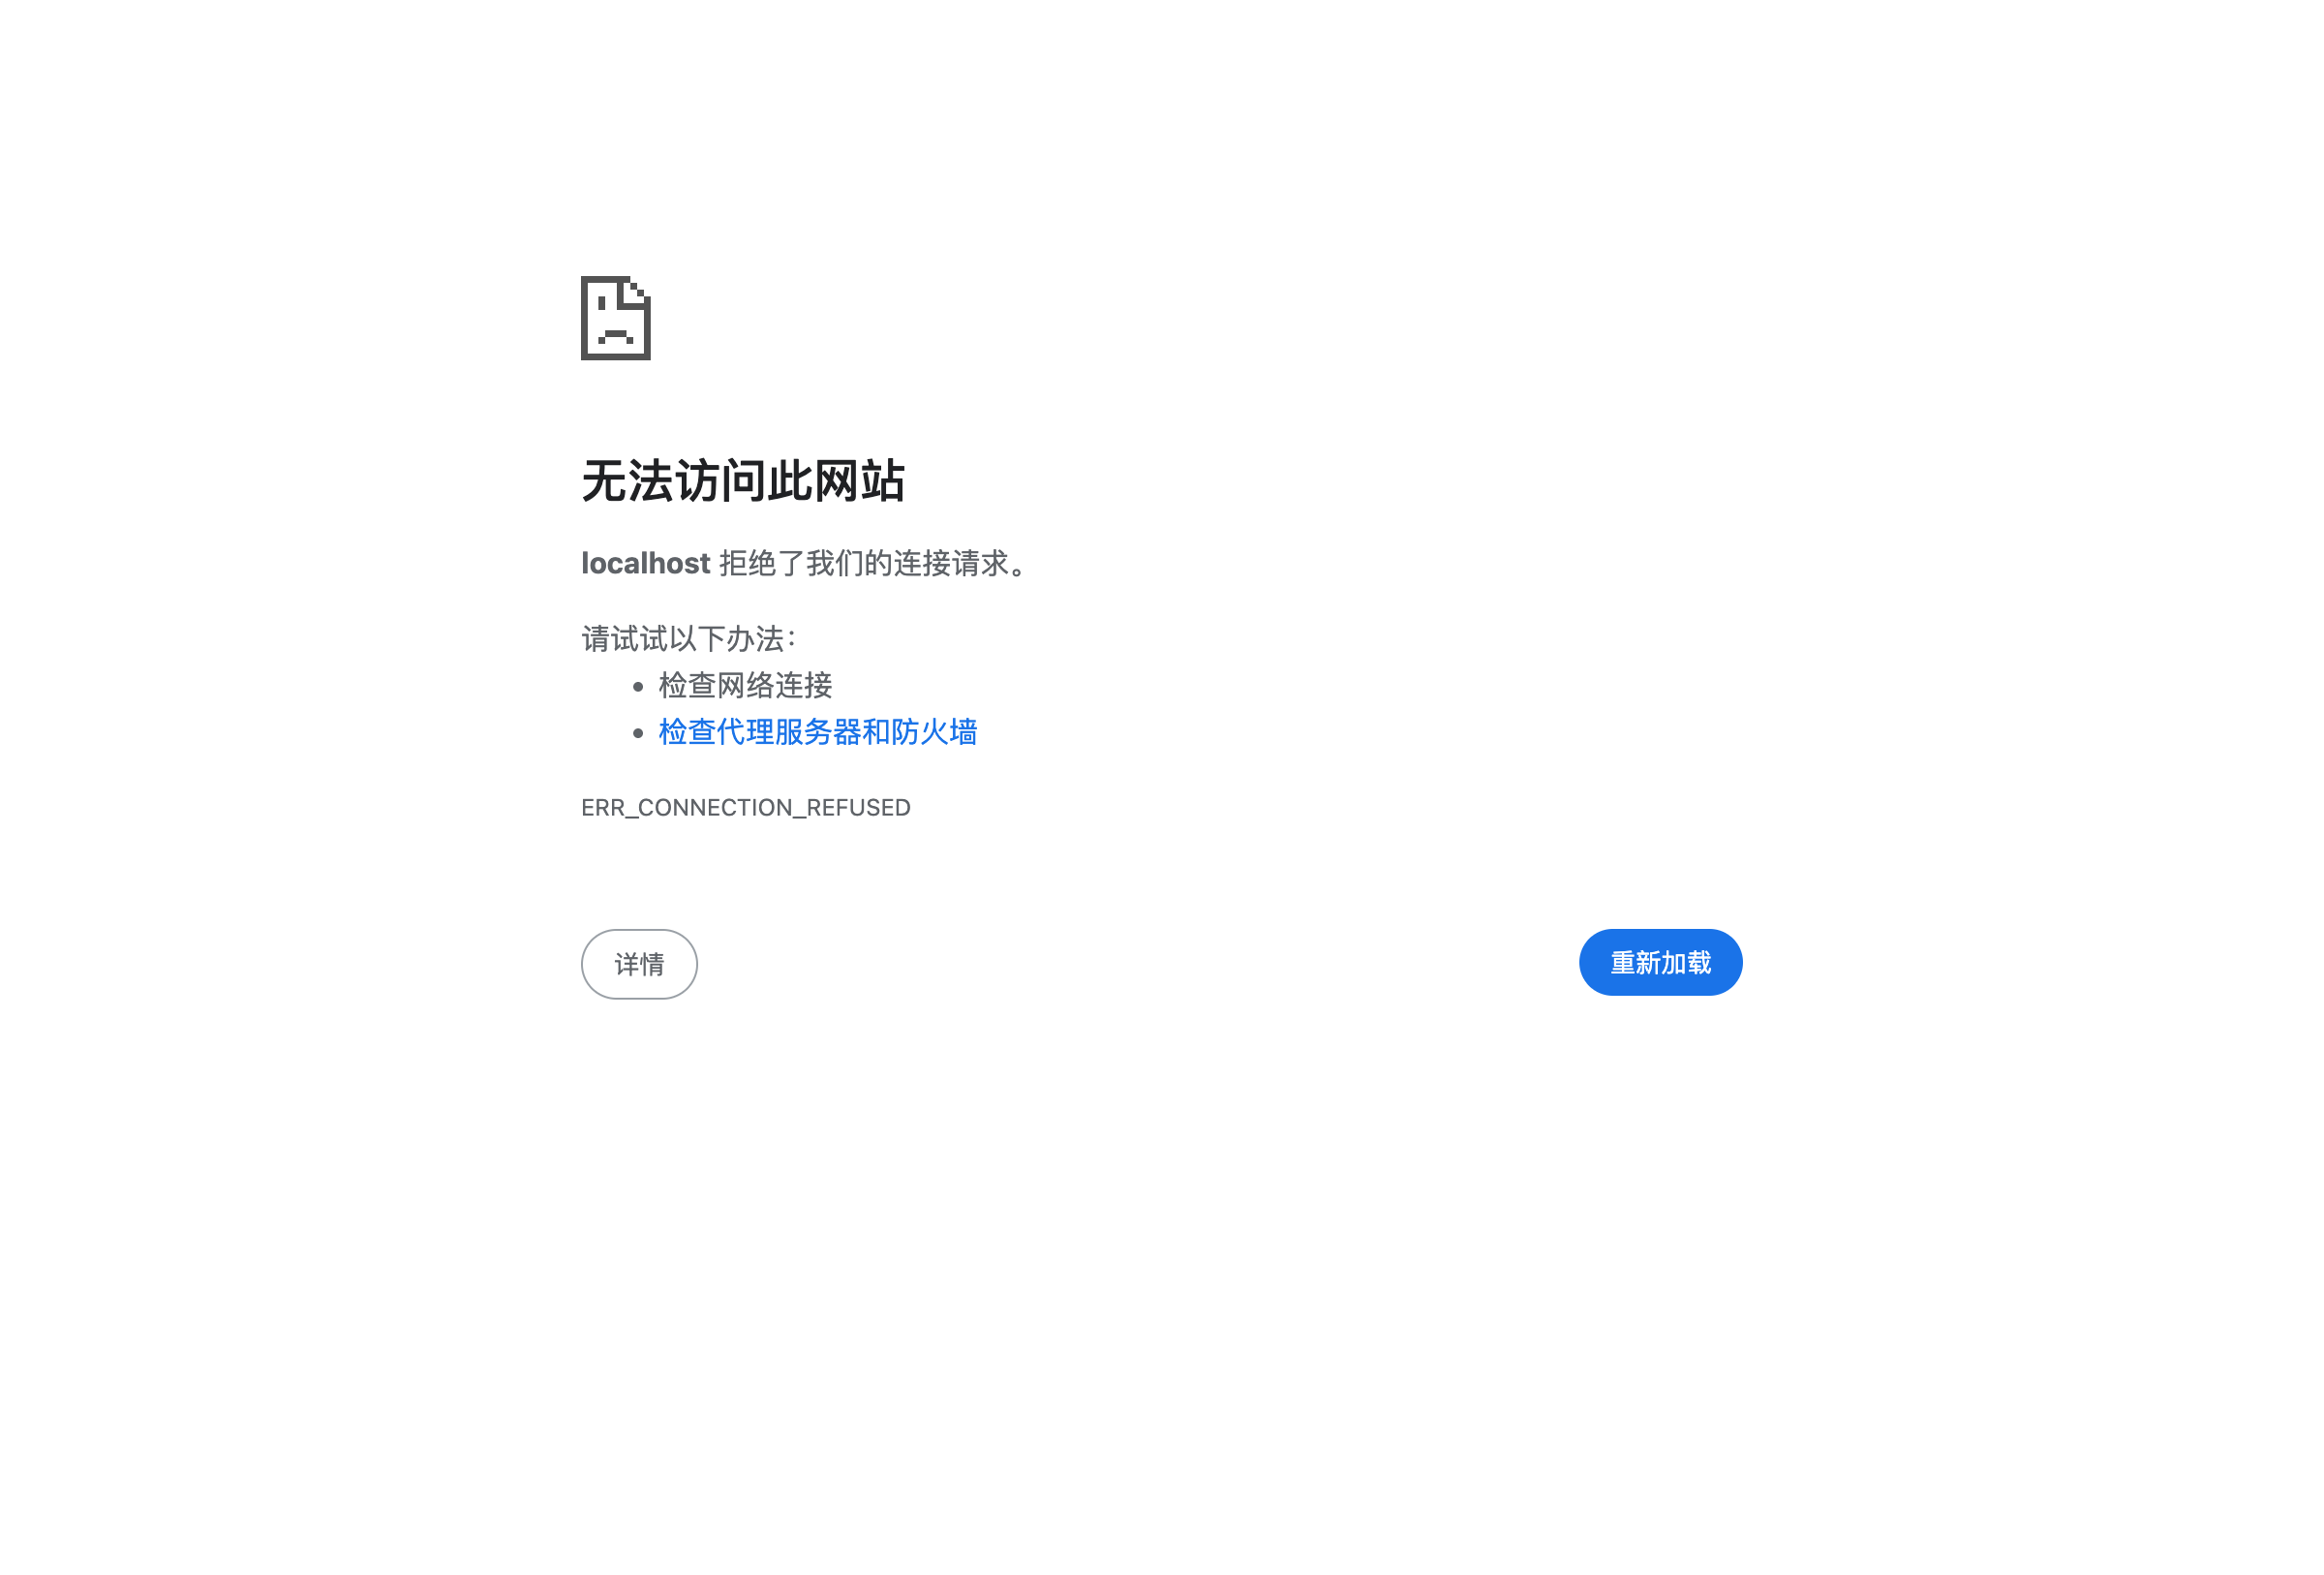 无法访问此网站
localhost 拒绝了我们的连接请求。
请试试以下办法：
检查网络连接
检查代理服务器和防火墙
ERR_CONNECTION_REFUSED
详情
重新加载